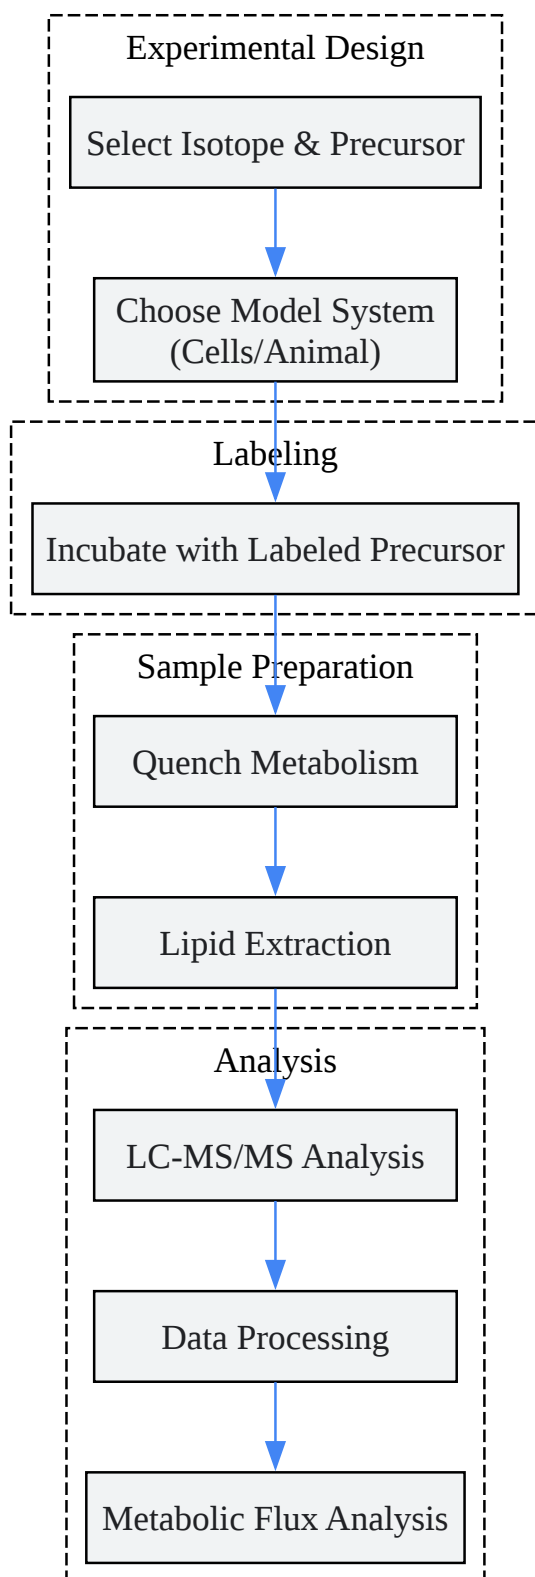 Experimental Design
Select Isotope & Precursor
Choose Model System
(Cells/Animal)
Labeling
Incubate with Labeled Precursor
Sample Preparation
Quench Metabolism
Lipid Extraction
Analysis
LC-MS/MS Analysis
Data Processing
Metabolic Flux Analysis